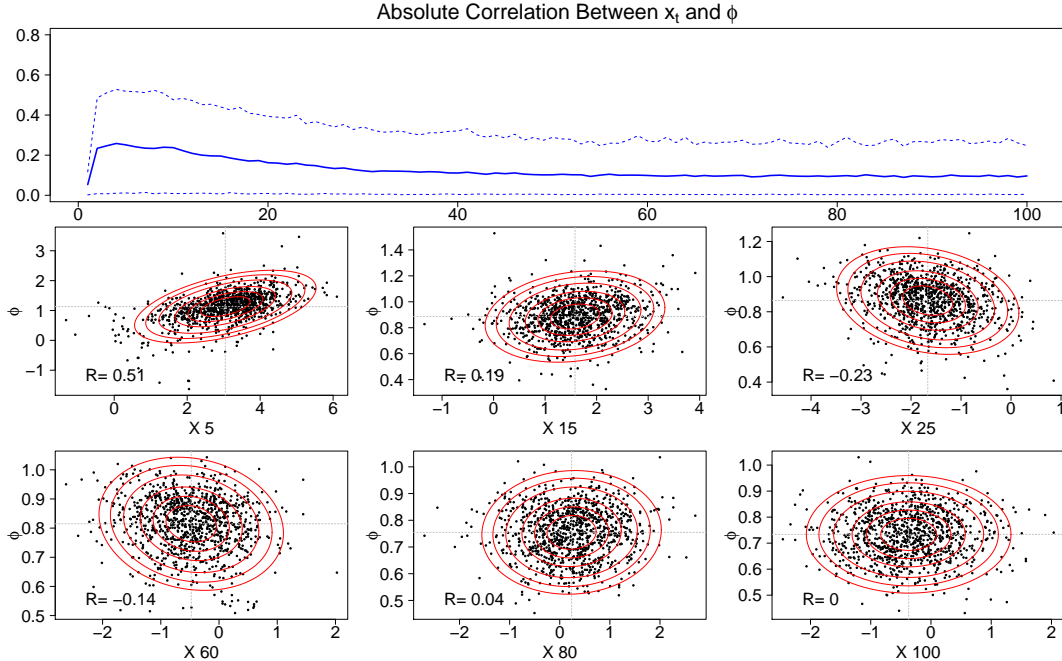 Absolute Correlation Between xₜ and ϕ
0.8
0.6
0.4
0.2
0.0
0 20 40 60 80 100
ϕ
3
2
1
0
−1
R= 0.51
0 2 4 6
X 5
ϕ
1.4
1.2
1.0
0.8
0.6
0.4
R= 0.19
−1 0 1 2 3 4
X 15
ϕ
1.2
1.0
0.8
0.6
0.4
R= −0.23
−4 −3 −2 −1 0 1
X 25
ϕ
1.0
0.9
0.8
0.7
0.6
0.5
R= −0.14
−2 −1 0 1 2
X 60
ϕ
1.0
0.9
0.8
0.7
0.6
0.5
R= 0.04
−2 −1 0 1 2
X 80
ϕ
1.0
0.9
0.8
0.7
0.6
0.5
R= 0
−2 −1 0 1 2
X 100